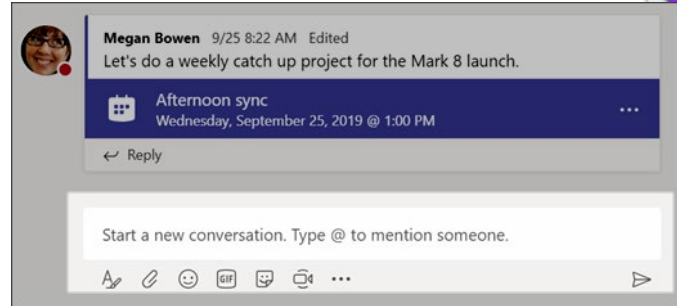 Megan Bowen 9/25 8:22 AM Edited
Let's do a weekly catch up project for the Mark 8 launch.
Afternoon sync
Wednesday, September 25, 2019 @ 1:00 PM
Reply
Start a new conversation. Type @ to mention someone.
GIF